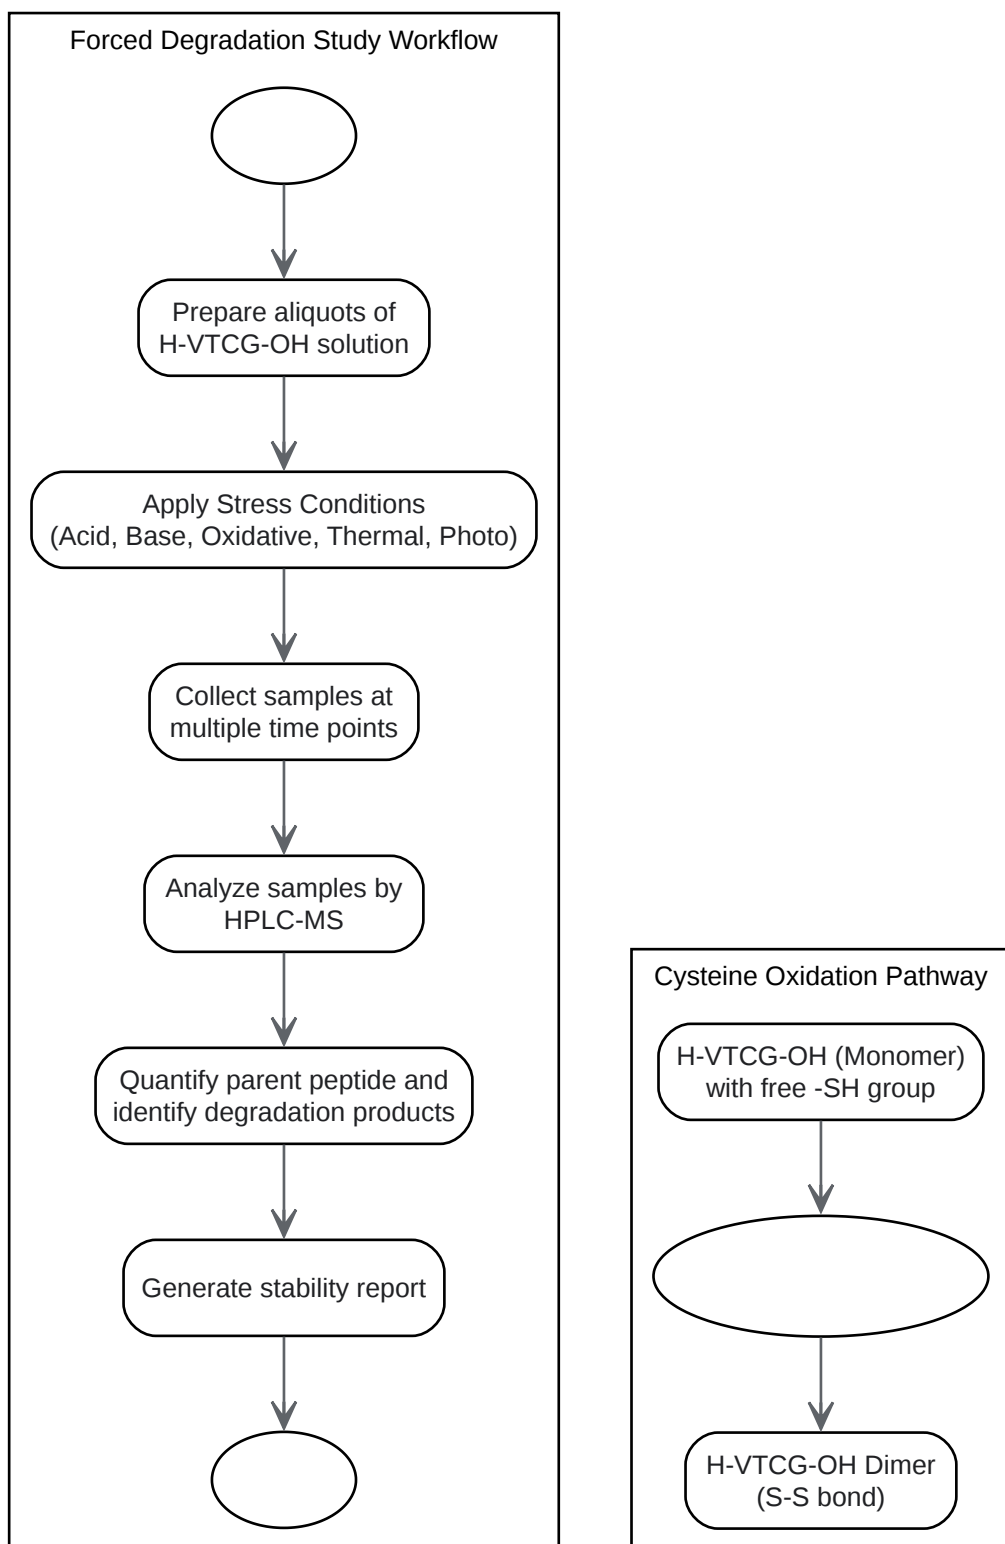 Forced Degradation Study Workflow
Prepare aliquots of
H-VTCG-OH solution
Apply Stress Conditions
(Acid, Base, Oxidative, Thermal, Photo)
Collect samples at
multiple time points
Analyze samples by
HPLC-MS
Quantify parent peptide and
identify degradation products
Generate stability report
Cysteine Oxidation Pathway
H-VTCG-OH (Monomer)
with free -SH group
H-VTCG-OH Dimer
(S-S bond)